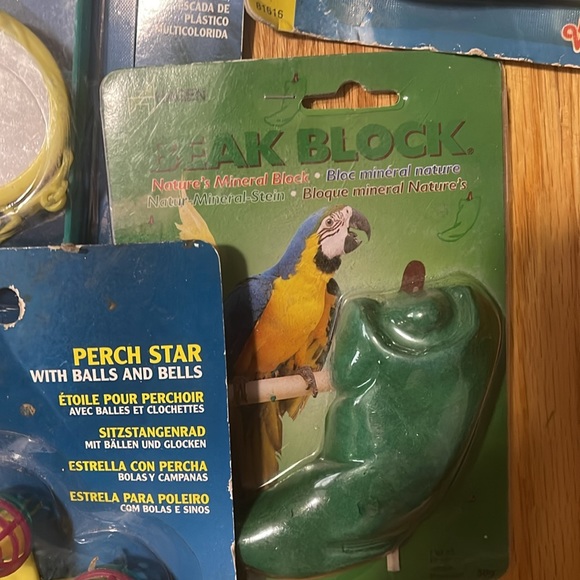 ESCADA DE
PLÁSTICO
MULTICOLORIDA
61616
HAGEN
BEAK BLOCK®
Nature's Mineral Block • Bloc minéral nature
Natur-Mineral-Stein • Bloque mineral Nature's
PERCH STAR
WITH BALLS AND BELLS
ÉTOILE POUR PERCHOIR
AVEC BALLES ET CLOCHETTES
SITZSTANGENRAD
MIT BÄLLEN UND GLOCKEN
ESTRELLA CON PERCHA
BOLAS Y CAMPANAS
ESTRELA PARA POLEIRO
COM BOLAS E SINOS